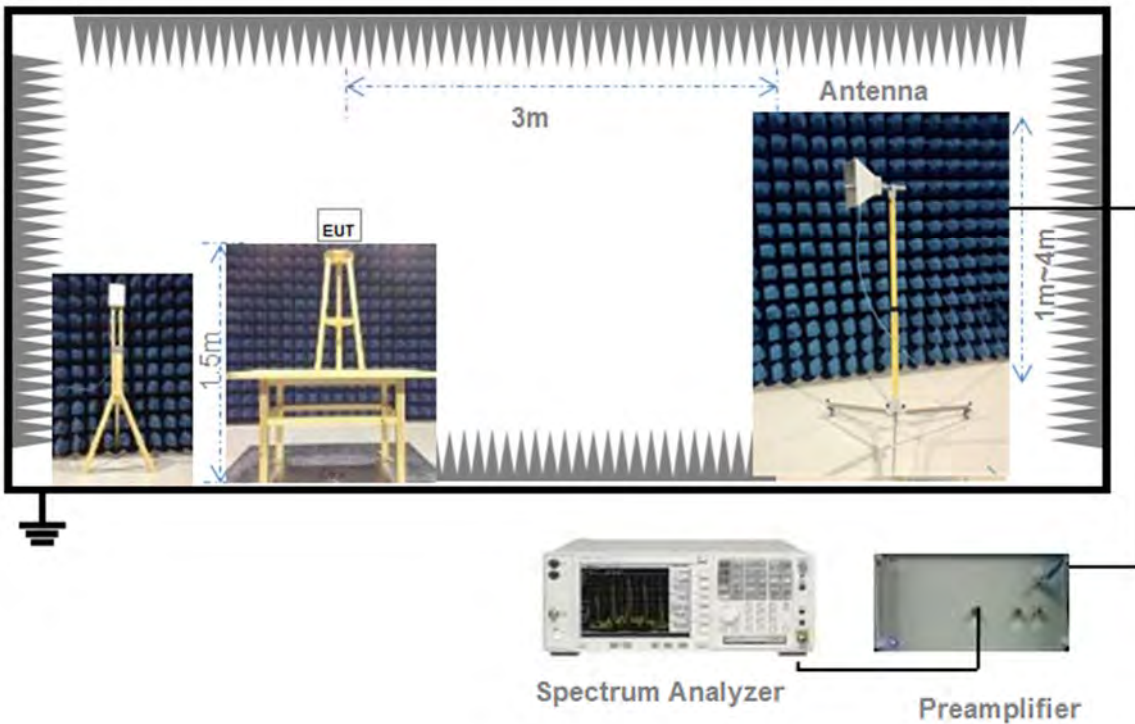 Antenna
3m
EUT
1.5m
1m~4m
Spectrum Analyzer
Preamplifier